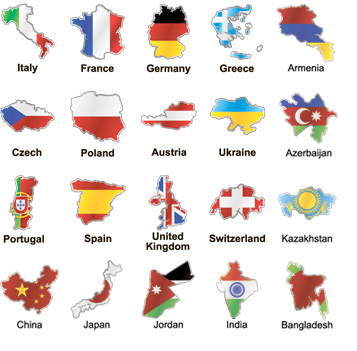 Italy France Germany Greece Armenia
Czech Poland Austria Ukraine Azerbaijan
Portugal Spain United Kingdom Switzerland Kazakhstan
China Japan Jordan India Bangladesh